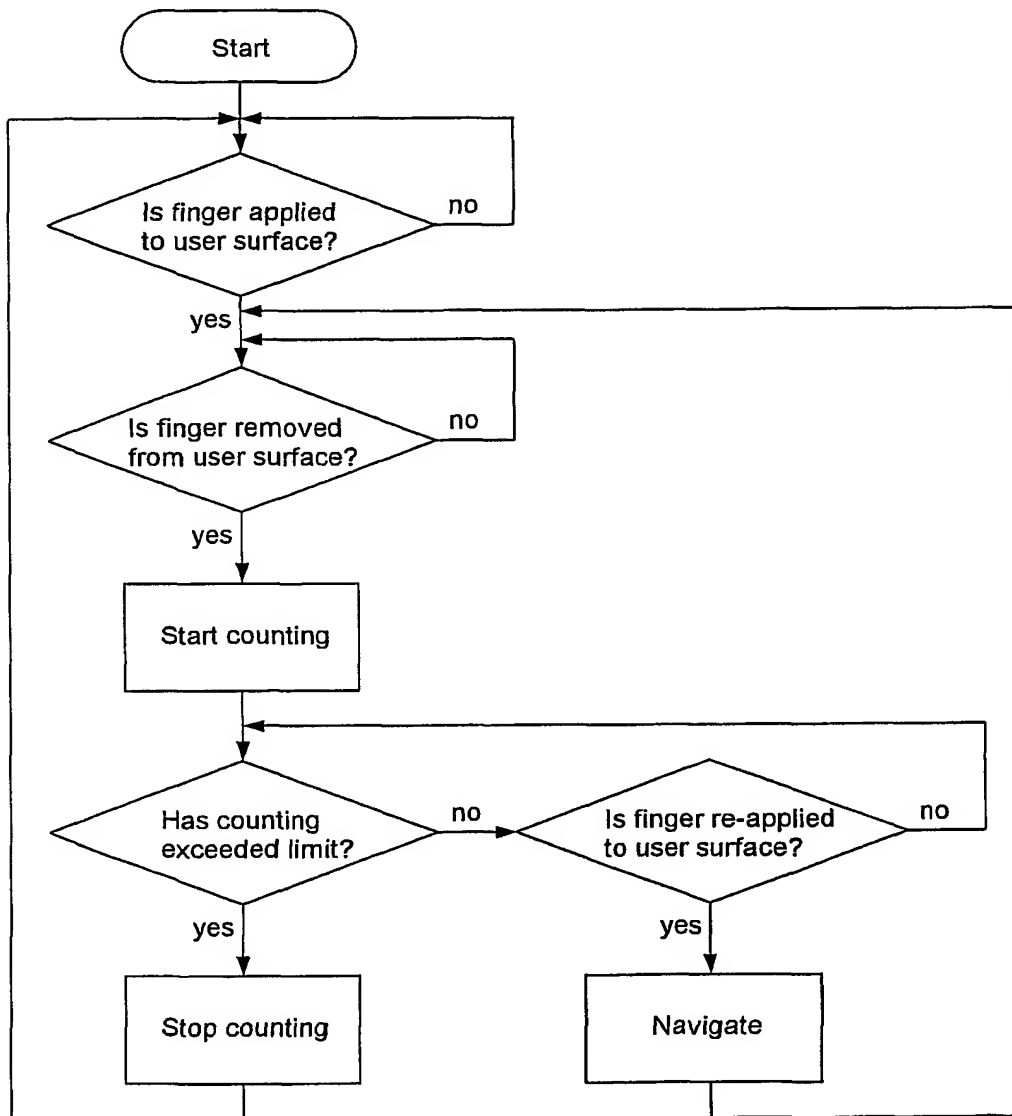 Start
Is finger applied
to user surface?
no
yes
Is finger removed
from user surface?
no
yes
Start counting
Has counting
exceeded limit?
no
Is finger re-applied
to user surface?
no
yes
yes
Stop counting
Navigate